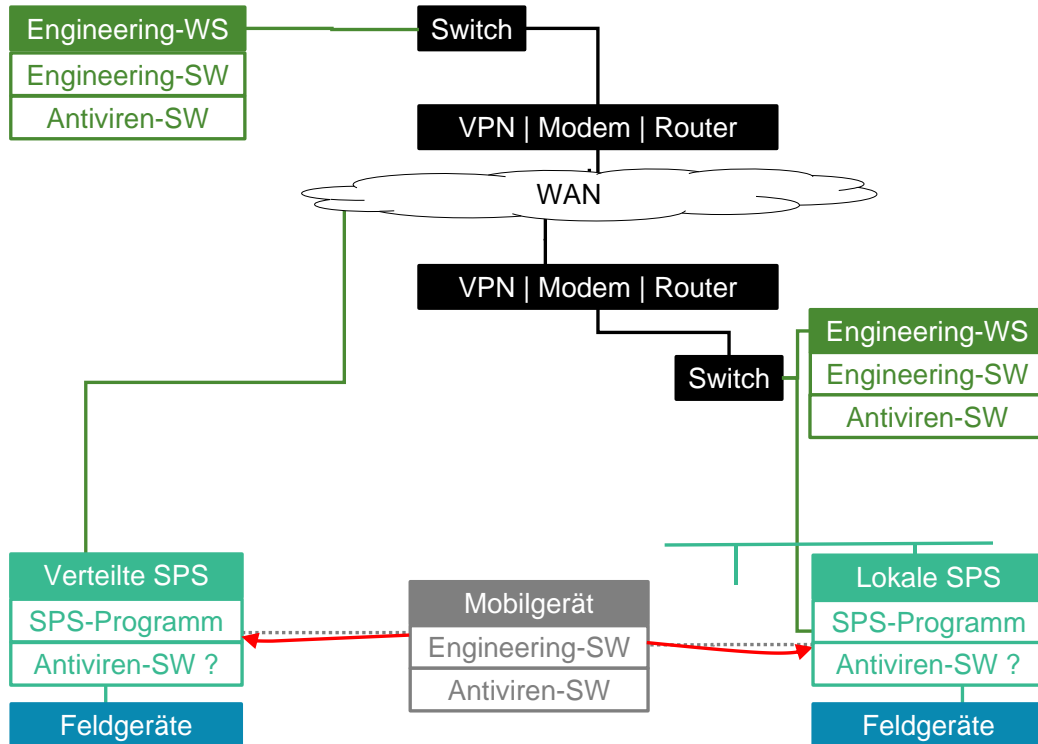 Engineering-WS
Engineering-SW
Antiviren-SW
Switch
VPN | Modem | Router
WAN
VPN | Modem | Router
Switch
Engineering-WS
Engineering-SW
Antiviren-SW
Verteilte SPS
SPS-Programm
Antiviren-SW ?
Feldgeräte
Mobilgerät
Engineering-SW
Antiviren-SW
Lokale SPS
SPS-Programm
Antiviren-SW ?
Feldgeräte